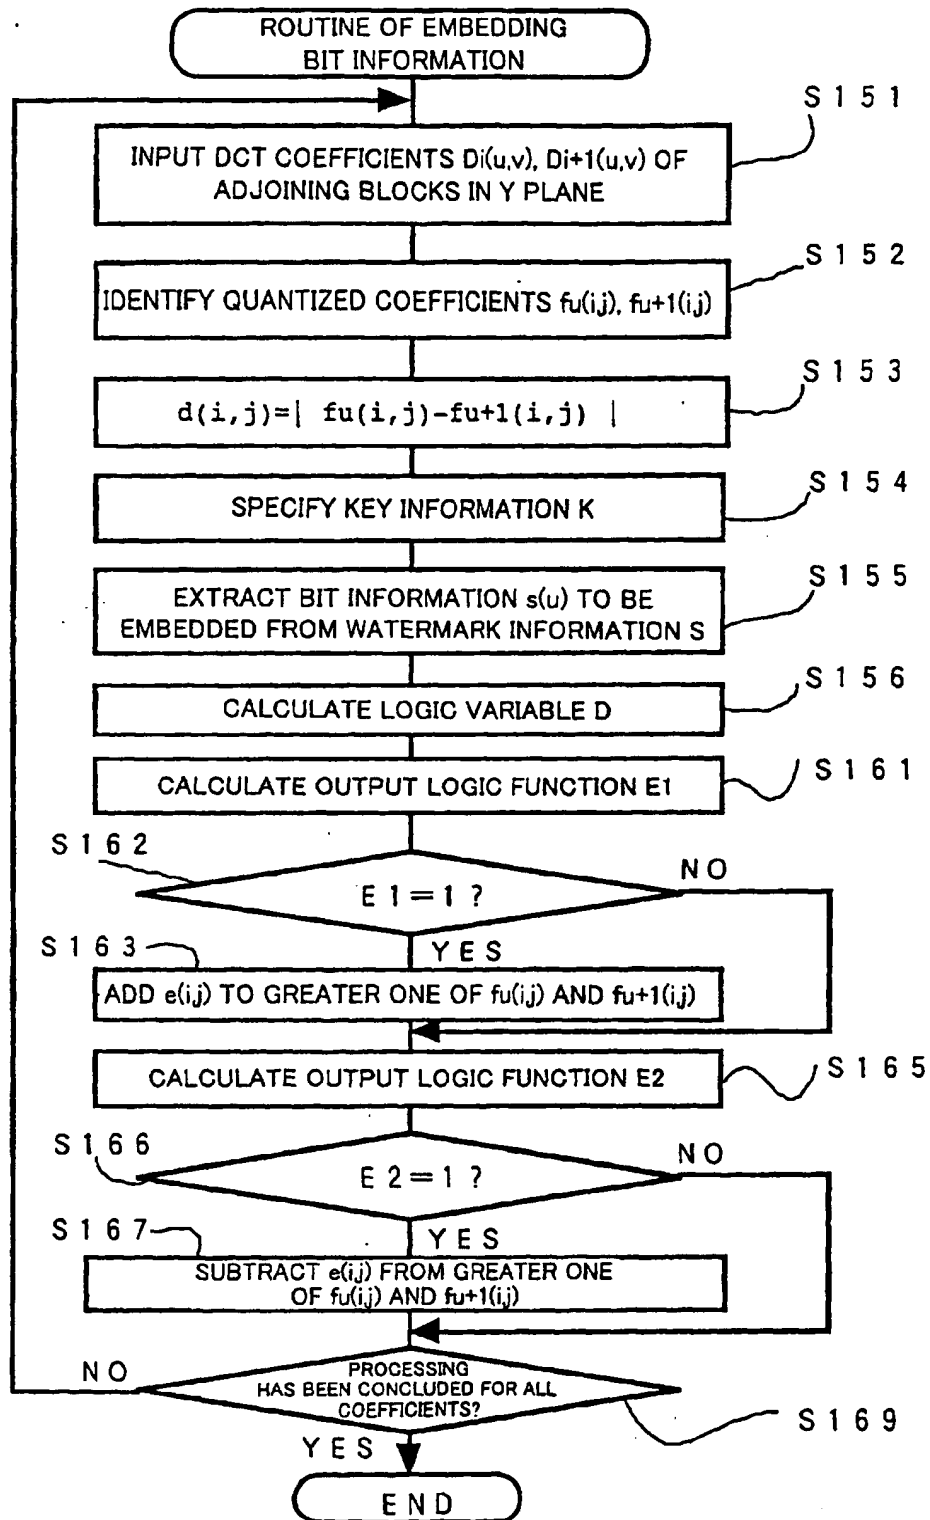 ROUTINE OF EMBEDDING
BIT INFORMATION
S151
INPUT DCT COEFFICIENTS Di(u,v), Di+1(u,v) OF
ADJOINING BLOCKS IN Y PLANE
S152
IDENTIFY QUANTIZED COEFFICIENTS fu(i,j), fu+1(i,j)
S153
d(i,j)=| fu(i,j)-fu+1(i,j) |
S154
SPECIFY KEY INFORMATION K
S155
EXTRACT BIT INFORMATION s(u) TO BE
EMBEDDED FROM WATERMARK INFORMATION S
S156
CALCULATE LOGIC VARIABLE D
S161
CALCULATE OUTPUT LOGIC FUNCTION E1
S162
E1=1?
NO
YES
S163
ADD e(i,j) TO GREATER ONE OF fu(i,j) AND fu+1(i,j)
CALCULATE OUTPUT LOGIC FUNCTION E2
S165
S166
E2=1?
NO
YES
S167
SUBTRACT e(i,j) FROM GREATER ONE
OF fu(i,j) AND fu+1(i,j)
NO
PROCESSING
HAS BEEN CONCLUDED FOR ALL
COEFFICIENTS?
S169
YES
END